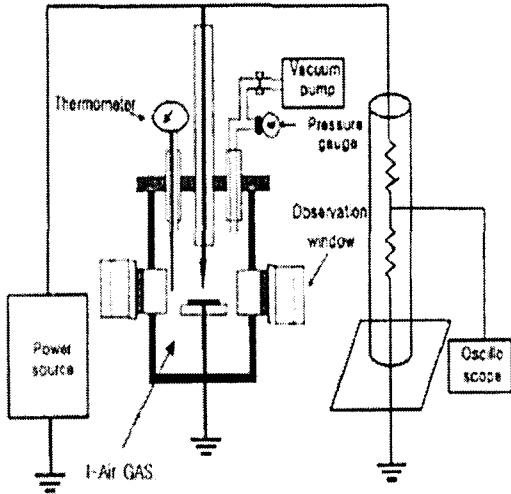 Vacuum
pump
Thermometer
Pressure
gauge
Observation
window
Power
source
Oscillo
scope
I-Air GAS